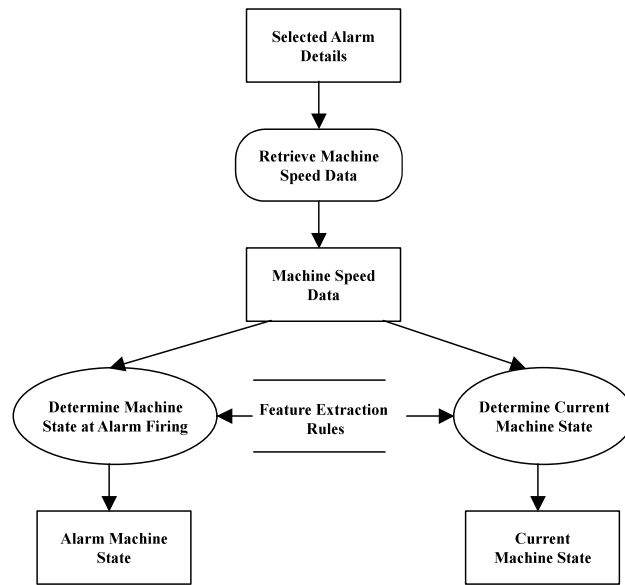 Selected Alarm
Details
Retrieve Machine
Speed Data
Machine Speed
Data
Determine Machine
State at Alarm Firing
Feature Extraction
Rules
Determine Current
Machine State
Alarm Machine
State
Current
Machine State